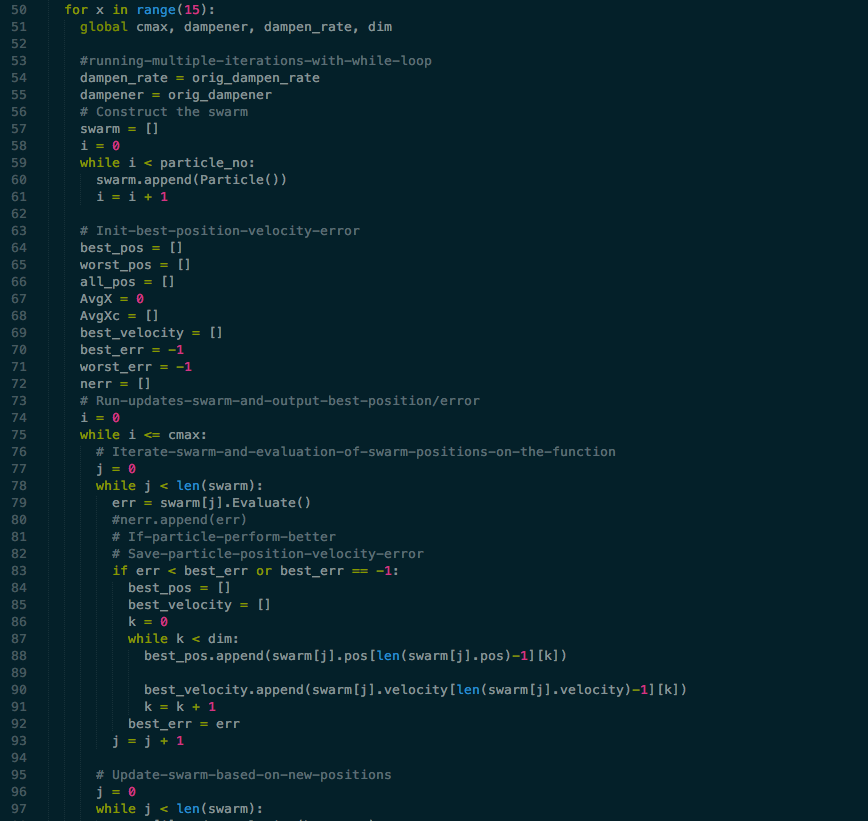 50 for x in range(15):
51 global cmax, dampener, dampen_rate, dim
52
53 #running-multiple-iterations-with-while-loop
54 dampen_rate = orig_dampen_rate
55 dampener = orig_dampener
56 # Construct the swarm
57 swarm = []
58 i = 0
59 while i < particle_no:
60 swarm.append(Particle())
61 i = i + 1
62
63 # Init-best-position-velocity-error
64 best_pos = []
65 worst_pos = []
66 all_pos = []
67 AvgX = 0
68 AvgXc = []
69 best_velocity = []
70 best_err = -1
71 worst_err = -1
72 nerr = []
73 # Run-updates-swarm-and-output-best-position/error
74 i = 0
75 while i <= cmax:
76 # Iterate-swarm-and-evaluation-of-swarm-positions-on-the-function
77 j = 0
78 while j < len(swarm):
79 err = swarm[j].Evaluate()
80 #nerr.append(err)
81 # If-particle-perform-better
82 # Save-particle-position-velocity-error
83 if err < best_err or best_err == -1:
84 best_pos = []
85 best_velocity = []
86 k = 0
87 while k < dim:
88 best_pos.append(swarm[j].pos[len(swarm[j].pos)-1][k])
89
90 best_velocity.append(swarm[j].velocity[len(swarm[j].velocity)-1][k])
91 k = k + 1
92 best_err = err
93 j = j + 1
94
95 # Update-swarm-based-on-new-positions
96 j = 0
97 while j < len(swarm):